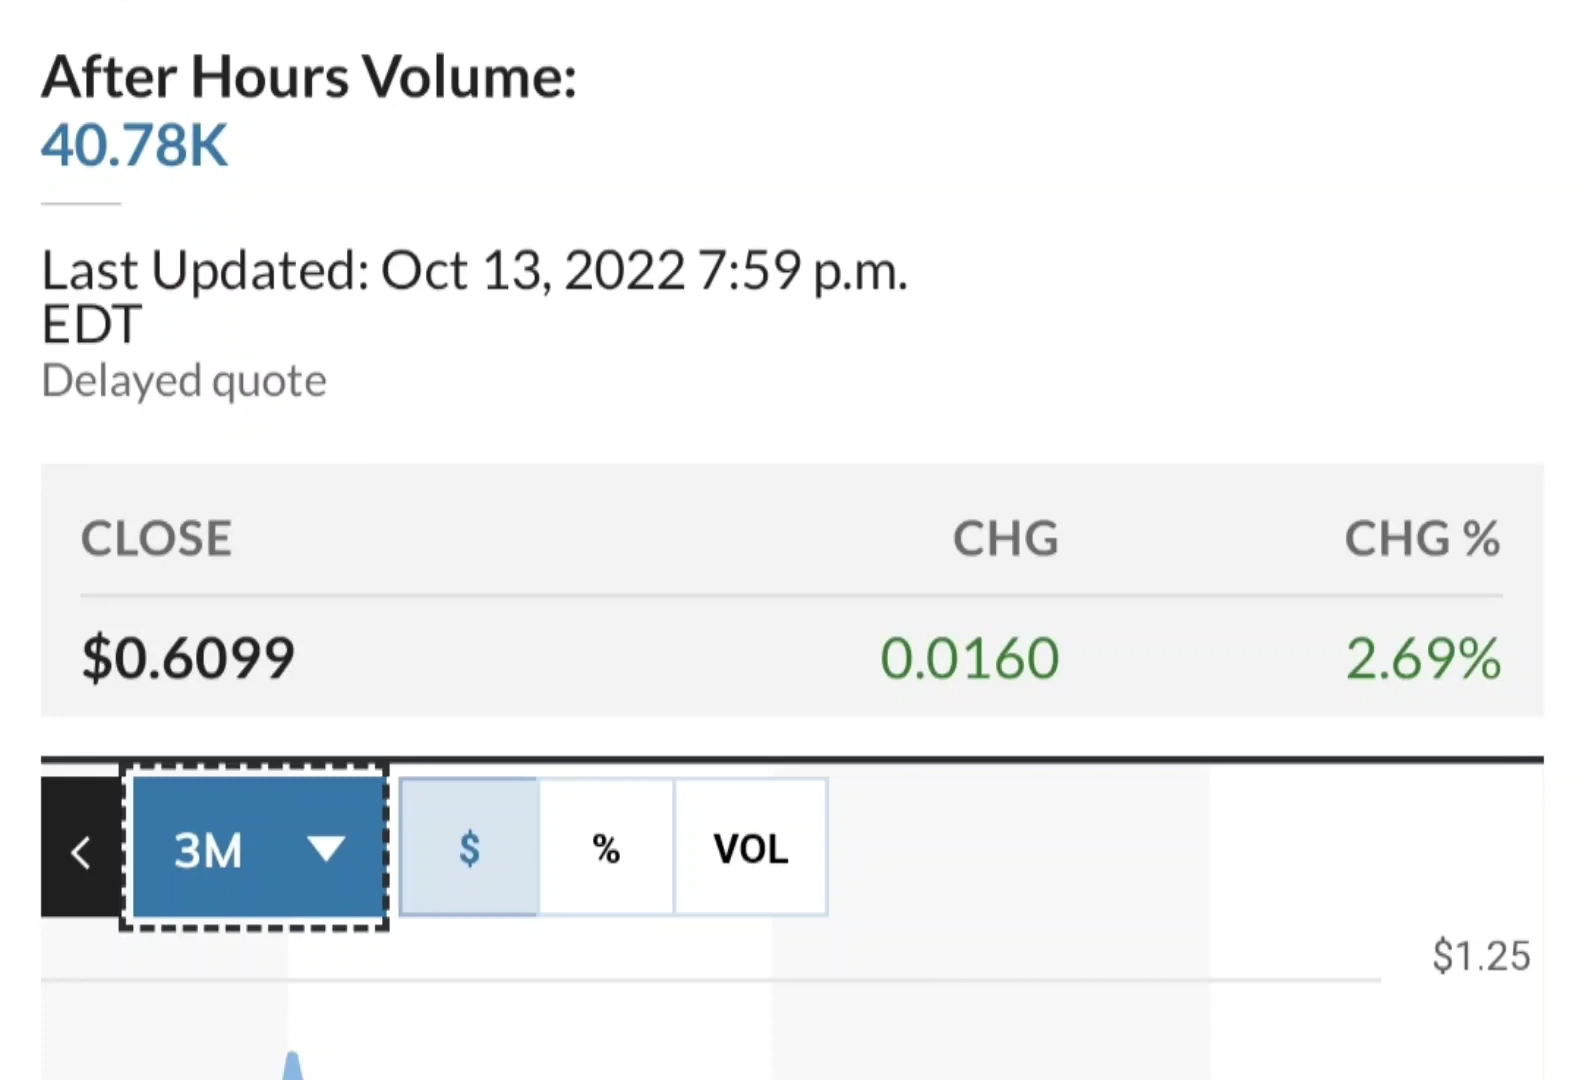 After Hours Volume:
40.78K
Last Updated: Oct 13, 2022 7:59 p.m.
EDT
Delayed quote
CLOSE CHG CHG %
$0.6099 0.0160 2.69%
3M $ % VOL
$1.25